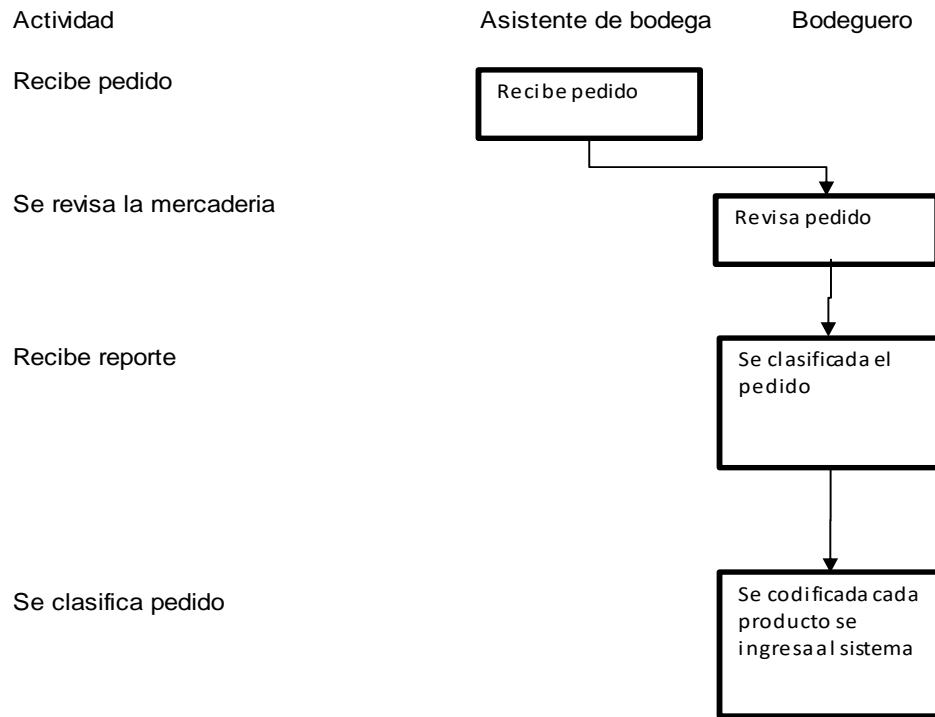 Actividad Asistente de bodega Bodeguero
Recibe pedido
Recibe pedido
Se revisa la mercaderia
Revisa pedido
Recibe reporte
Se clasificada el
pedido
Se clasifica pedido
Se codificada cada
producto se
ingresa al sistema